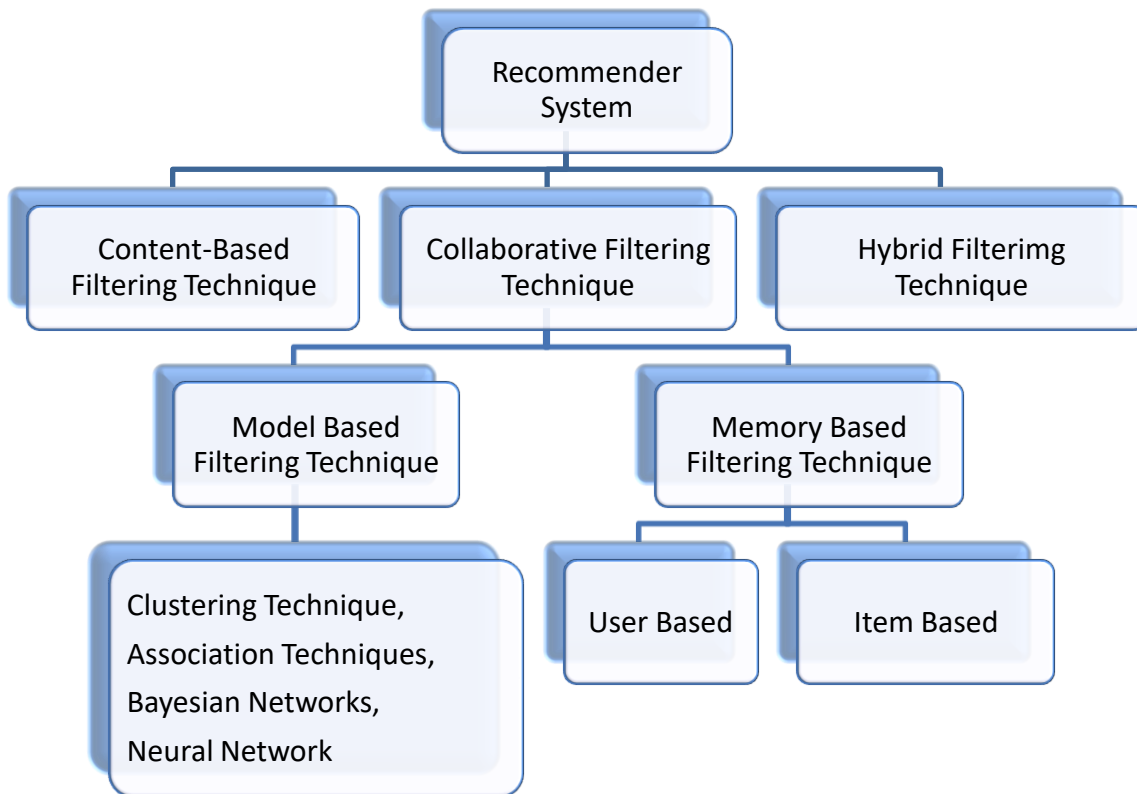 Recommender
System
Content-Based
Filtering Technique
Collaborative Filtering
Technique
Hybrid Filterimg
Technique
Model Based
Filtering Technique
Memory Based
Filtering Technique
Clustering Technique,
Association Techniques,
Bayesian Networks,
Neural Network
User Based
Item Based